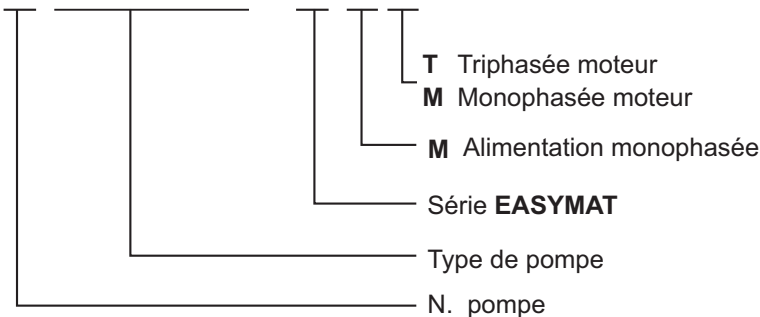 T Triphasée moteur
M Monophasée moteur
M Alimentation monophasée
Série EASYMAT
Type de pompe
N. pompe